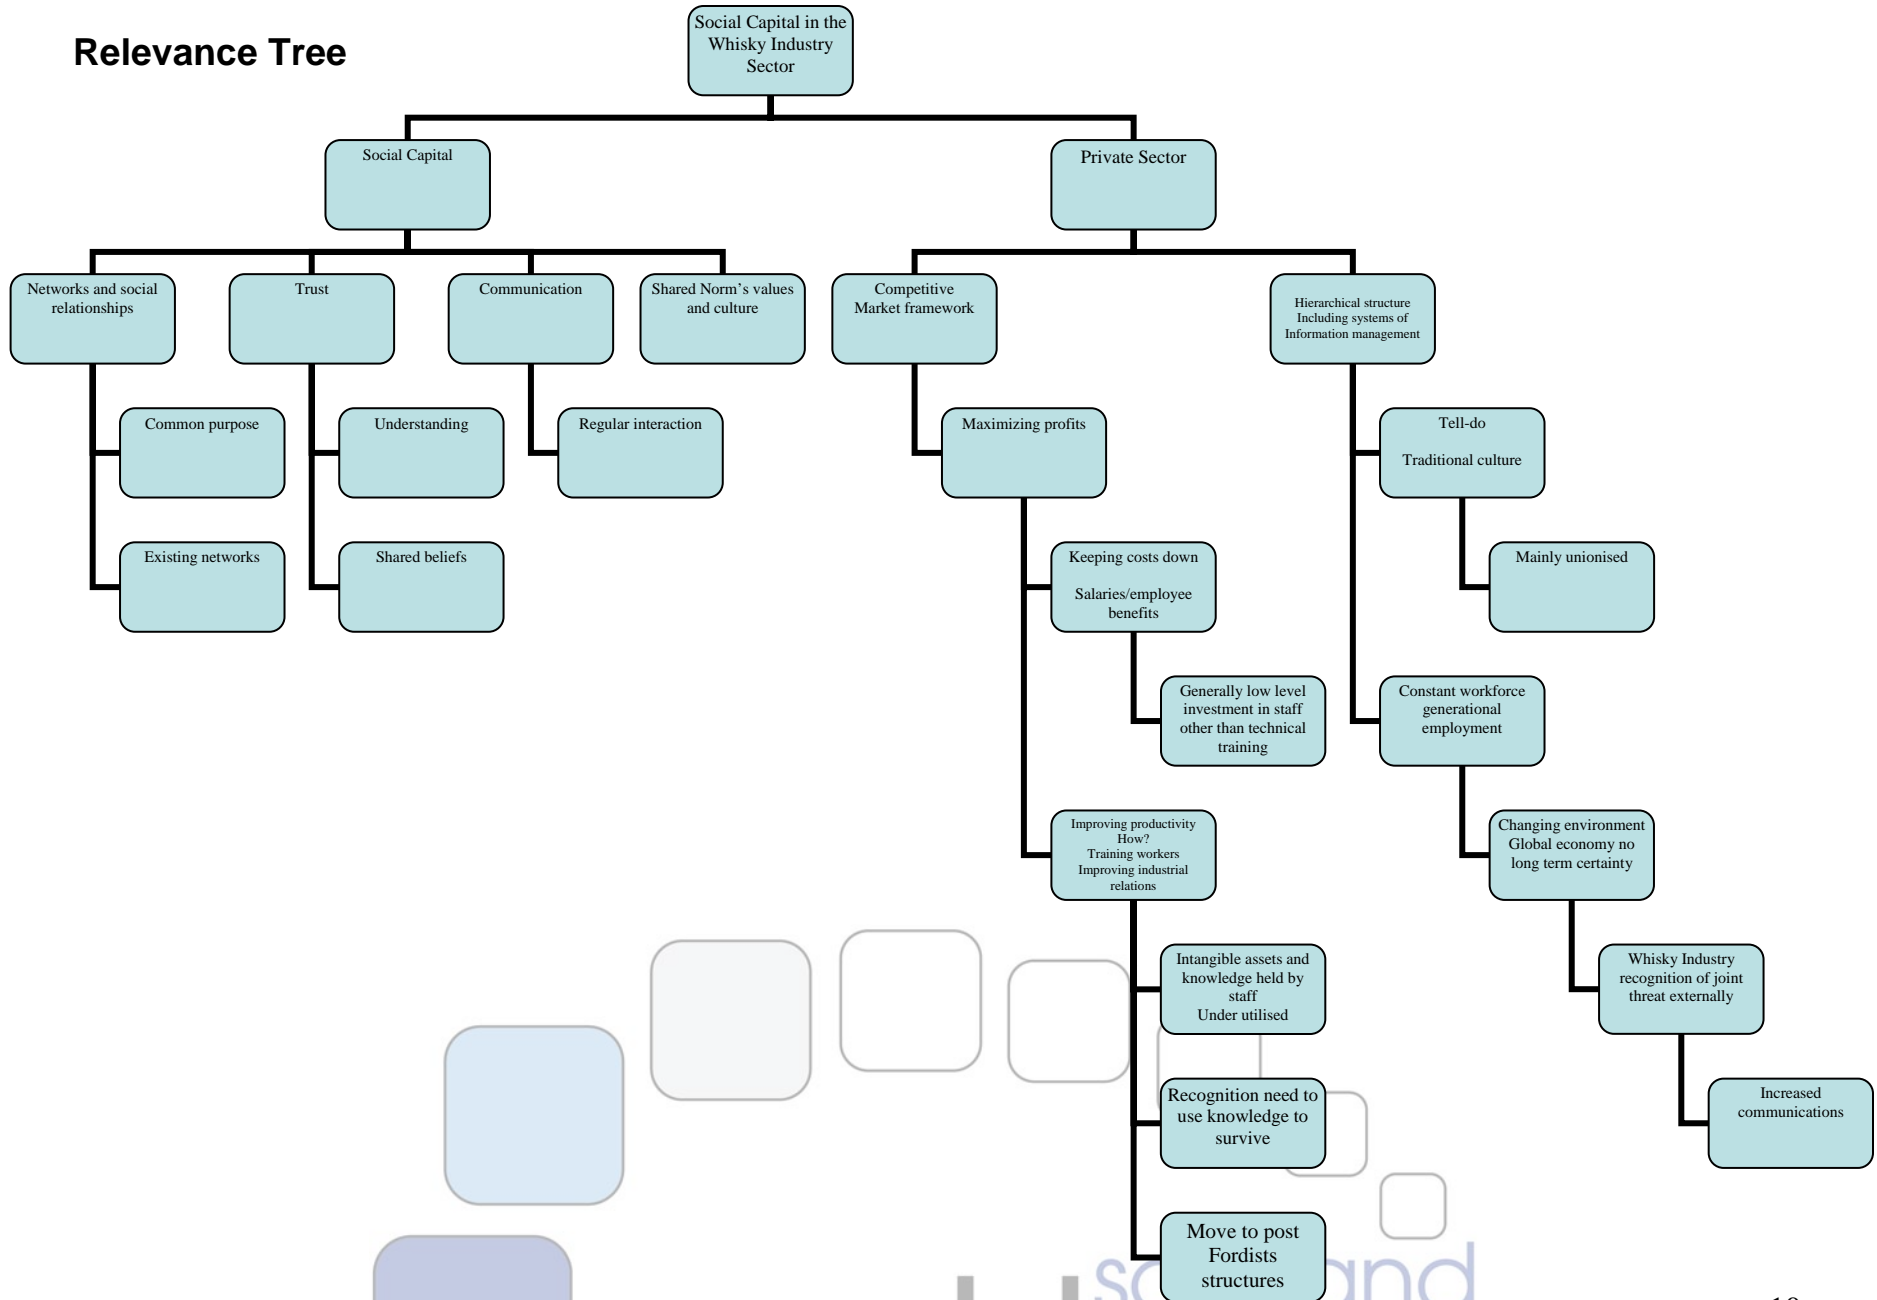 Relevance Tree
Social Capital in the
Whisky Industry
Sector
Social Capital
Private Sector
Networks and social
relationships
Trust
Communication
Shared Norm's values
and culture
Competitive
Market framework
Hierarchical structure
Including systems of
Information management
Common purpose
Understanding
Regular interaction
Maximizing profits
Tell-do
Traditional culture
Existing networks
Shared beliefs
Keeping costs down
Salaries/employee
benefits
Mainly unionised
Generally low level
investment in staff
other than technical
training
Constant workforce
generational
employment
Improving productivity
How?
Training workers
Improving industrial
relations
Changing environment
Global economy no
long term certainty
Intangible assets and
knowledge held by
staff
Under utilised
Whisky Industry
recognition of joint
threat externally
Recognition need to
use knowledge to
survive
Increased
communications
Move to post
Fordists
structures